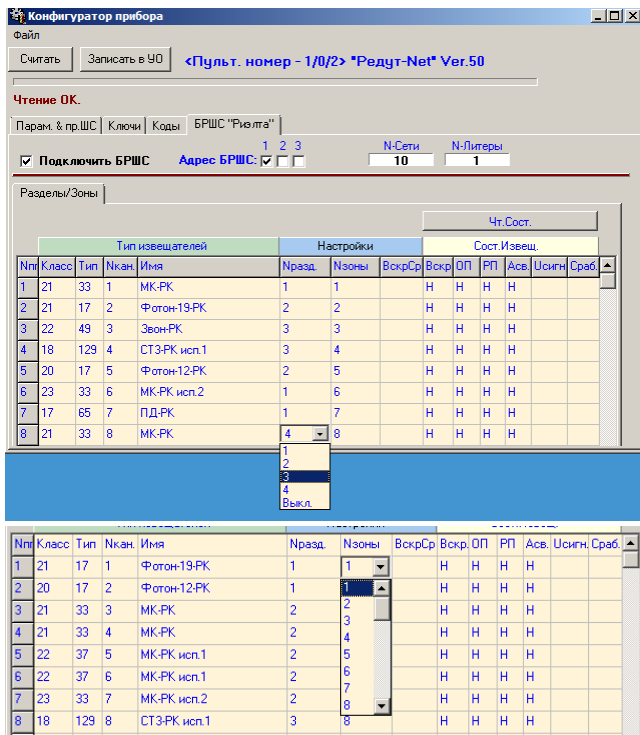 Конфигуратор прибора
Файл
Считать Записать в УО <Пульт. номер - 1/0/2> "Редут-Net" Ver.50
Чтение ОК.
Парам. & пр.ШС Ключи Коды БРШС "Риэлта"
1 2 3 N-Сети N-Литеры
Подключить БРШС Адрес БРШС: 10 1
Разделы/Зоны
Чт.Сост.
Тип извещателей Настройки Сост.Извещ.
Класс Тип Nкан. Имя Nразд. Nзоны ВскрСр Вскр ОП РП Асв. Uсигн Сраб.
1 21 33 1 МК-РК 1 1 Н Н Н Н
2 21 17 2 Фотон-19-РК 2 2 Н Н Н Н
3 22 49 3 Звон-РК 3 3 Н Н Н Н
4 18 129 4 СТЗ-РК исп.1 3 4 Н Н Н Н
5 20 17 5 Фотон-12-РК 2 5 Н Н Н Н
6 23 33 6 МК-РК исп.2 1 6 Н Н Н Н
7 17 65 7 ПД-РК 1 7 Н Н Н Н
8 21 33 8 МК-РК 4 8 Н Н Н Н
1
2
3
4
Выкл.
Класс Тип Nкан. Имя Nразд. Nзоны ВскрСр Вскр. ОП РП Асв. Uсигн. Сраб.
1 21 17 1 Фотон-19-РК 1 1 Н Н Н Н
2 20 17 2 Фотон-12-РК 1 1 Н Н Н Н
3 21 33 3 МК-РК 2 2 Н Н Н Н
3
4 21 33 4 МК-РК 2 4 Н Н Н Н
5 22 37 5 МК-РК исп.1 2 5 Н Н Н Н
6 22 37 6 МК-РК исп.1 2 6 Н Н Н Н
7 23 33 7 МК-РК исп.2 2 7 Н Н Н Н
8
8 18 129 8 СТЗ-РК исп.1 3 8 Н Н Н Н